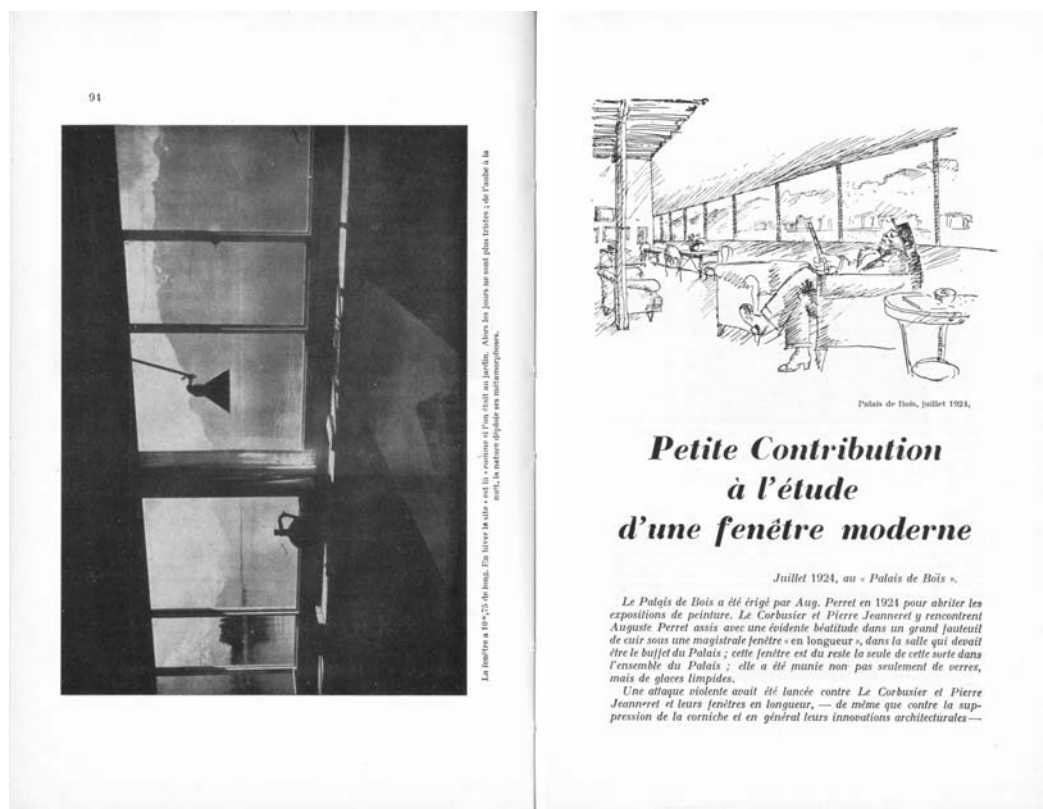 94
La fenêtre a 10m,75 de long. En hiver le site « est là » comme si l'on était au jardin. Alors les jours ne sont plus tristes ; de l'aube à la
nuit, la nature déploie ses métamorphoses.
Palais de Bois, juillet 1924,
Petite Contribution
à l'étude
d'une fenêtre moderne
Juillet 1924, au « Palais de Bois ».
Le Palais de Bois a été érigé par Aug. Perret en 1924 pour abriter les
expositions de peinture. Le Corbusier et Pierre Jeanneret y rencontrent
Auguste Perret assis avec une évidente béatitude dans un grand fauteuil
de cuir sous une magistrale fenêtre « en longueur », dans la salle qui devait
être le buffet du Palais ; cette fenêtre est du reste la seule de cette sorte dans
l'ensemble du Palais ; elle a été munie non pas seulement de verres,
mais de glaces limpides.
Une attaque violente avait été lancée contre Le Corbusier et Pierre
Jeanneret et leurs fenêtres en longueur, — de même que contre la sup-
pression de la corniche et en général leurs innovations architecturales —